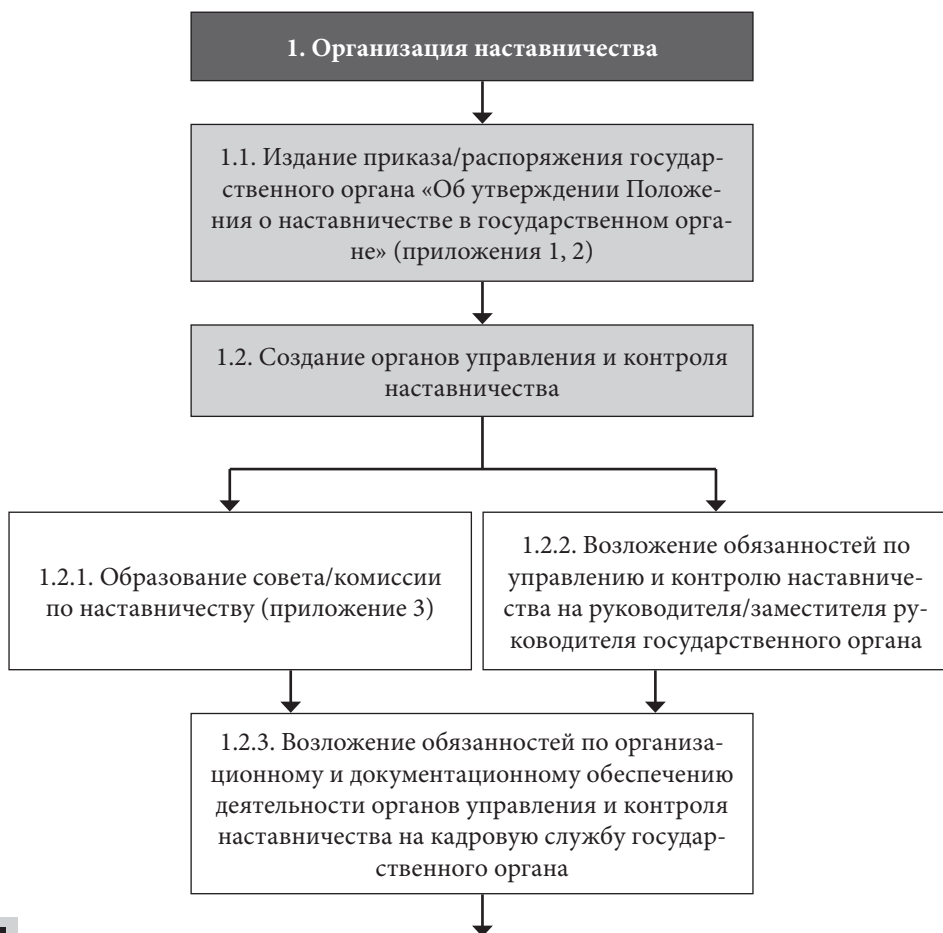 1. Организация наставничества
1.1. Издание приказа/распоряжения государ-
ственного органа «Об утверждении Положе-
ния о наставничестве в государственном орга-
не» (приложения 1, 2)
1.2. Создание органов управления и контроля
наставничества
1.2.1. Образование совета/комиссии
по наставничеству (приложение 3)
1.2.2. Возложение обязанностей по
управлению и контролю наставниче-
ства на руководителя/заместителя ру-
ководителя государственного органа
1.2.3. Возложение обязанностей по организа-
ционному и документационному обеспечению
деятельности органов управления и контроля
наставничества на кадровую службу государ-
ственного органа